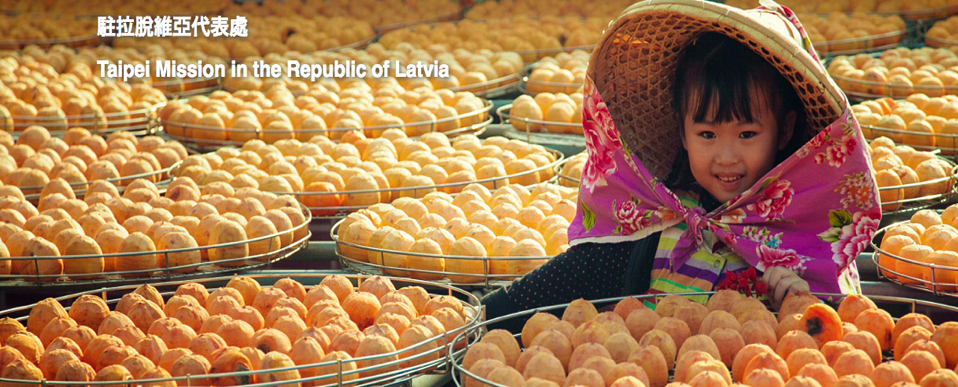 駐拉脫維亞代表處
Taipei Mission in the Republic of Latvia